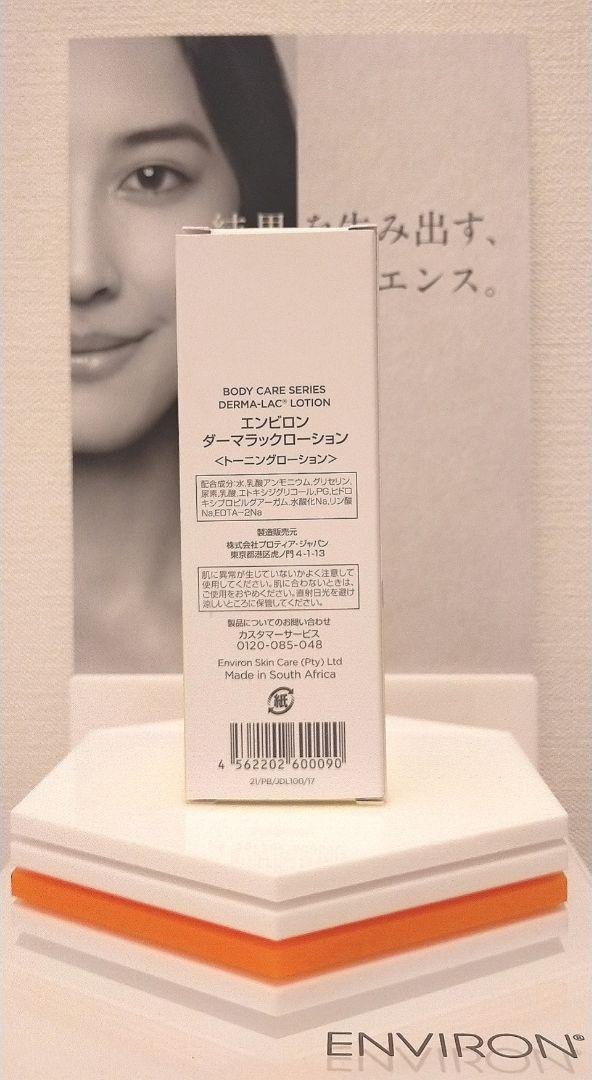 を生み出す、
エンス。
BODY CARE SERIES
DERMA-LAC® LOTION
エンビロン
ダーマラックローション
＜トーニングローション＞
配合成分:水,乳酸アンモニウム,グリセリン,
尿素,乳酸,エトキシジグリコール,PG,ヒドロ
キシプロピルグアーガム,水酸化Na,リン酸
Na,EDTA-2Na
製造販売元
株式会社プロティア・ジャパン
東京都港区虎ノ門4-1-13
肌に異常が生じていないかよく注意して
使用してください。肌に合わないときは、
ご使用をおやめください。直射日光を避け
涼しいところに保管してください。
製品についてのお問い合わせ
カスタマーサービス
0120-085-048
Environ Skin Care (Pty) Ltd
Made in South Africa
紙
4 562202 600090
21/PB/JDL100/17
ENVIRON®